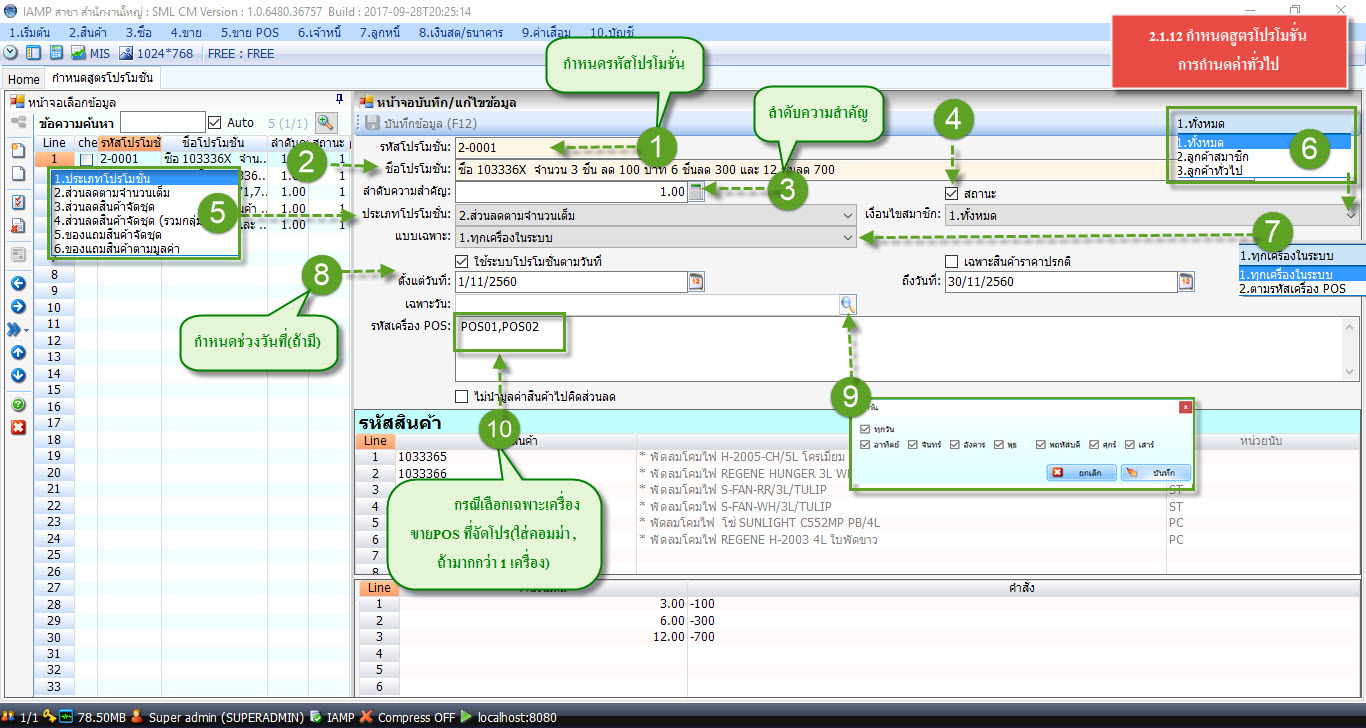 IAMP สาขา สำนักงานใหญ่ : SML CM Version : 1.0.6480.36757 Build : 2017-09-28T20:25:14
1.เริ่มต้น 2.สินค้า 3.ซื้อ 4.ขาย 5.ขาย POS 6.เจ้าหนี้ 7.ลูกหนี้ 8.เงินสด/ธนาคาร 9.ค่าเสื่อม 10.บัญชี
MIS 1024*768 FREE : FREE
2.1.12 กำหนดสูตรโปรโมชั่น
การกำนดค่าทั่วไป
Home กำหนดสูตรโปรโมชั่น
กำหนดรหัสโปรโมชั่น
ลำดับความสำคัญ
หน้าจอเลือกข้อมูล
ข้อความค้นหา Auto 5 (1/1)
Line che รหัสโปรโมชั่ ชื่อโปรโมชั่น ลำดับค สถานะ
1 2-0001 ซื้อ 103336X จำน.. 1
336.. 1
1.ประเภทโปรโมชั่น
2.ส่วนลดตามจำนวนเต็ม
3.ส่วนลดสินค้าจัดชุด
4.ส่วนลดสินค้าจัดชุด (รวมกลุ่ม
5.ของแถมสินค้าจัดชุด
6.ของแถมสินค้าตามมูลค่า
71,7.. 1.00 1
นค้า .. 1.00 1
และ .. 1.00 1
8
9
10
11
12
13
14
15
16
17
18
19
20
21
22
23
24
25
26
27
28
29
30
31
32
33
หน้าจอบันทึก/แก้ไขข้อมูล
บันทึกข้อมูล (F12)
รหัสโปรโมชั่น: 2-0001
1
ชื่อโปรโมชั่น: ซื้อ 103336X จำนวน 3 ชิ้น ลด 100 บาท 6 ชิ้นลด 300 และ 12 ชิ้นลด 700
2
ลำดับความสำคัญ: 1.00
3
4
สถานะ
1.ทั้งหมด
1.ทั้งหมด
2.ลูกค้าสมาชิก
3.ลูกค้าทั่วไป
6
5
ประเภทโปรโมชั่น: 2.ส่วนลดตามจำนวนเต็ม เงื่อนไขสมาชิก: 1.ทั้งหมด
แบบเฉพาะ: 1.ทุกเครื่องในระบบ
7
1.ทุกเครื่องในระบบ
1.ทุกเครื่องในระบบ
2.ตามรหัสเครื่อง POS
ใช้ระบบโปรโมชั่นตามวันที่ เฉพาะสินค้าราคาปรกติ
8
ตั้งแต่วันที่: 1/11/2560 ถึงวันที่: 30/11/2560
กำหนดช่วงวันที่(ถ้ามี)
เฉพาะวัน:
รหัสเครื่อง POS: POS01,POS02
ไม่นำมูลค่าสินค้าไปคิดส่วนลด
9
ทุกวัน
อาทิตย์ จันทร์ อังคาร พุธ พฤหัสบดี ศุกร์ เสาร์
ยกเลิก บันทึก
10
รหัสสินค้า
Line นค้า หน่วยนับ
1 1033365 * พัดลมโคมไฟ H-2005-CH/5L โครเมี่ยม
2 1033366 * พัดลมโคมไฟ REGENE HUNGER 3L W
3 * พัดลมโคมไฟ S-FAN-RR/3L/TULIP ST
4 * พัดลมโคมไฟ S-FAN-WH/3L/TULIP ST
5 * พัดลมโคมไฟ โซ่ SUNLIGHT C552MP PB/4L PC
6 * พัดลมโคมไฟ REGENE H-2003 4L ใบพัดขาว PC
7
8
กรณีเลือกเฉพาะเครื่อง
ขายPOS ที่จัดโปร(ใส่คอมม่า ,
ถ้ามากกว่า 1 เครื่อง)
Line คำสั่ง
1 3.00 -100
2 6.00 -300
3 12.00 -700
4
5
6
1/1 78.50MB Super admin (SUPERADMIN) IAMP Compress OFF localhost:8080